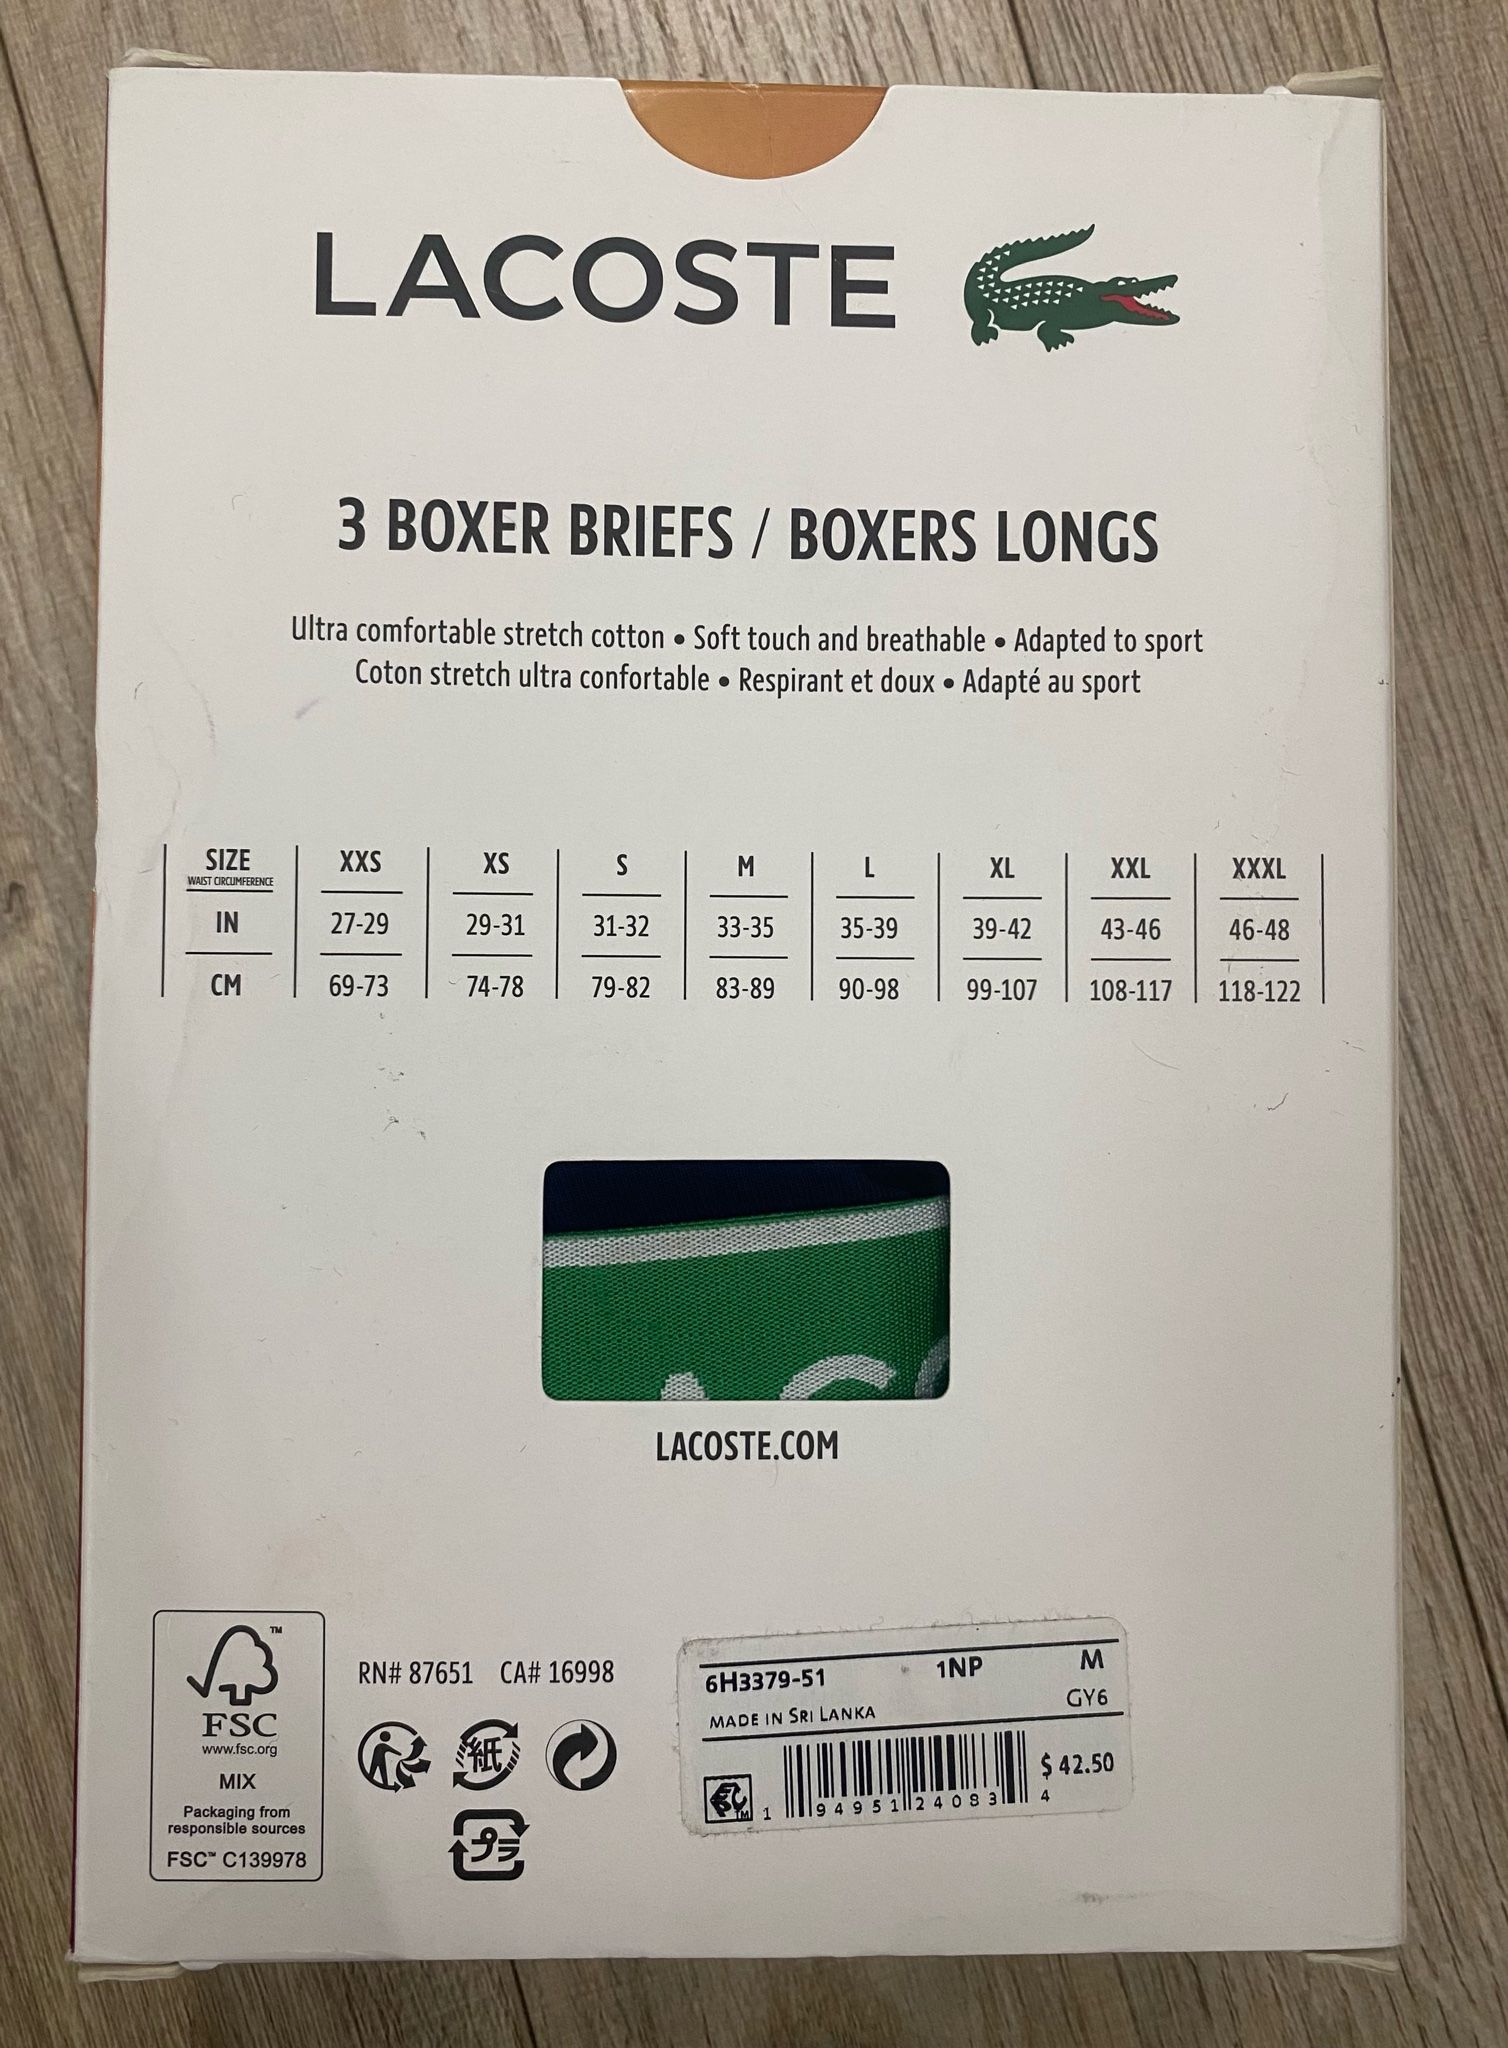 LACOSTE
3 BOXER BRIEFS / BOXERS LONGS
Ultra comfortable stretch cotton • Soft touch and breathable • Adapted to sport
Coton stretch ultra confortable • Respirant et doux • Adapté au sport
SIZE XXS XS S M L XL XXL XXXL
WAIST CIRCUMFERENCE
IN 27-29 29-31 31-32 33-35 35-39 39-42 43-46 46-48
CM 69-73 74-78 79-82 83-89 90-98 99-107 108-117 118-122
LACOSTE.COM
TM
FSC
www.fsc.org
MIX
Packaging from
responsible sources
FSC™ C139978
RN# 87651 CA# 16998
紙
プラ
6H3379-51 1NP M
MADE IN SRI LANKA GY6
$ 42.50
1 94951 24083 4